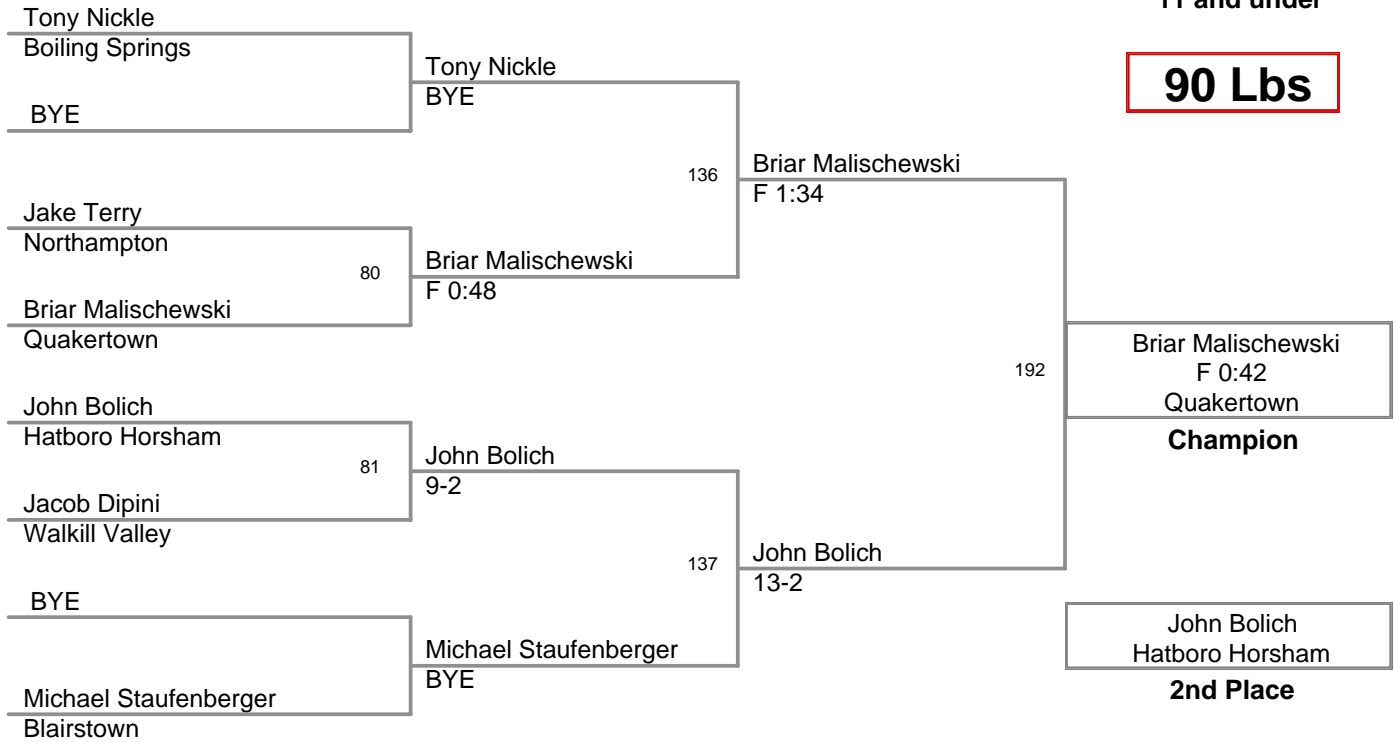 11 and under
90 Lbs
Tony Nickle
Boiling Springs
BYE
Jake Terry
Northampton
80
Briar Malischewski
Quakertown
John Bolich
Hatboro Horsham
81
Jacob Dipini
Walkill Valley
BYE
Michael Staufenberger
Blairstown
Tony Nickle
BYE
136
Briar Malischewski
F 0:48
John Bolich
9-2
137
Michael Staufenberger
BYE
Briar Malischewski
F 1:34
192
John Bolich
13-2
Briar Malischewski
F 0:42
Quakertown
Champion
John Bolich
Hatboro Horsham
2nd Place